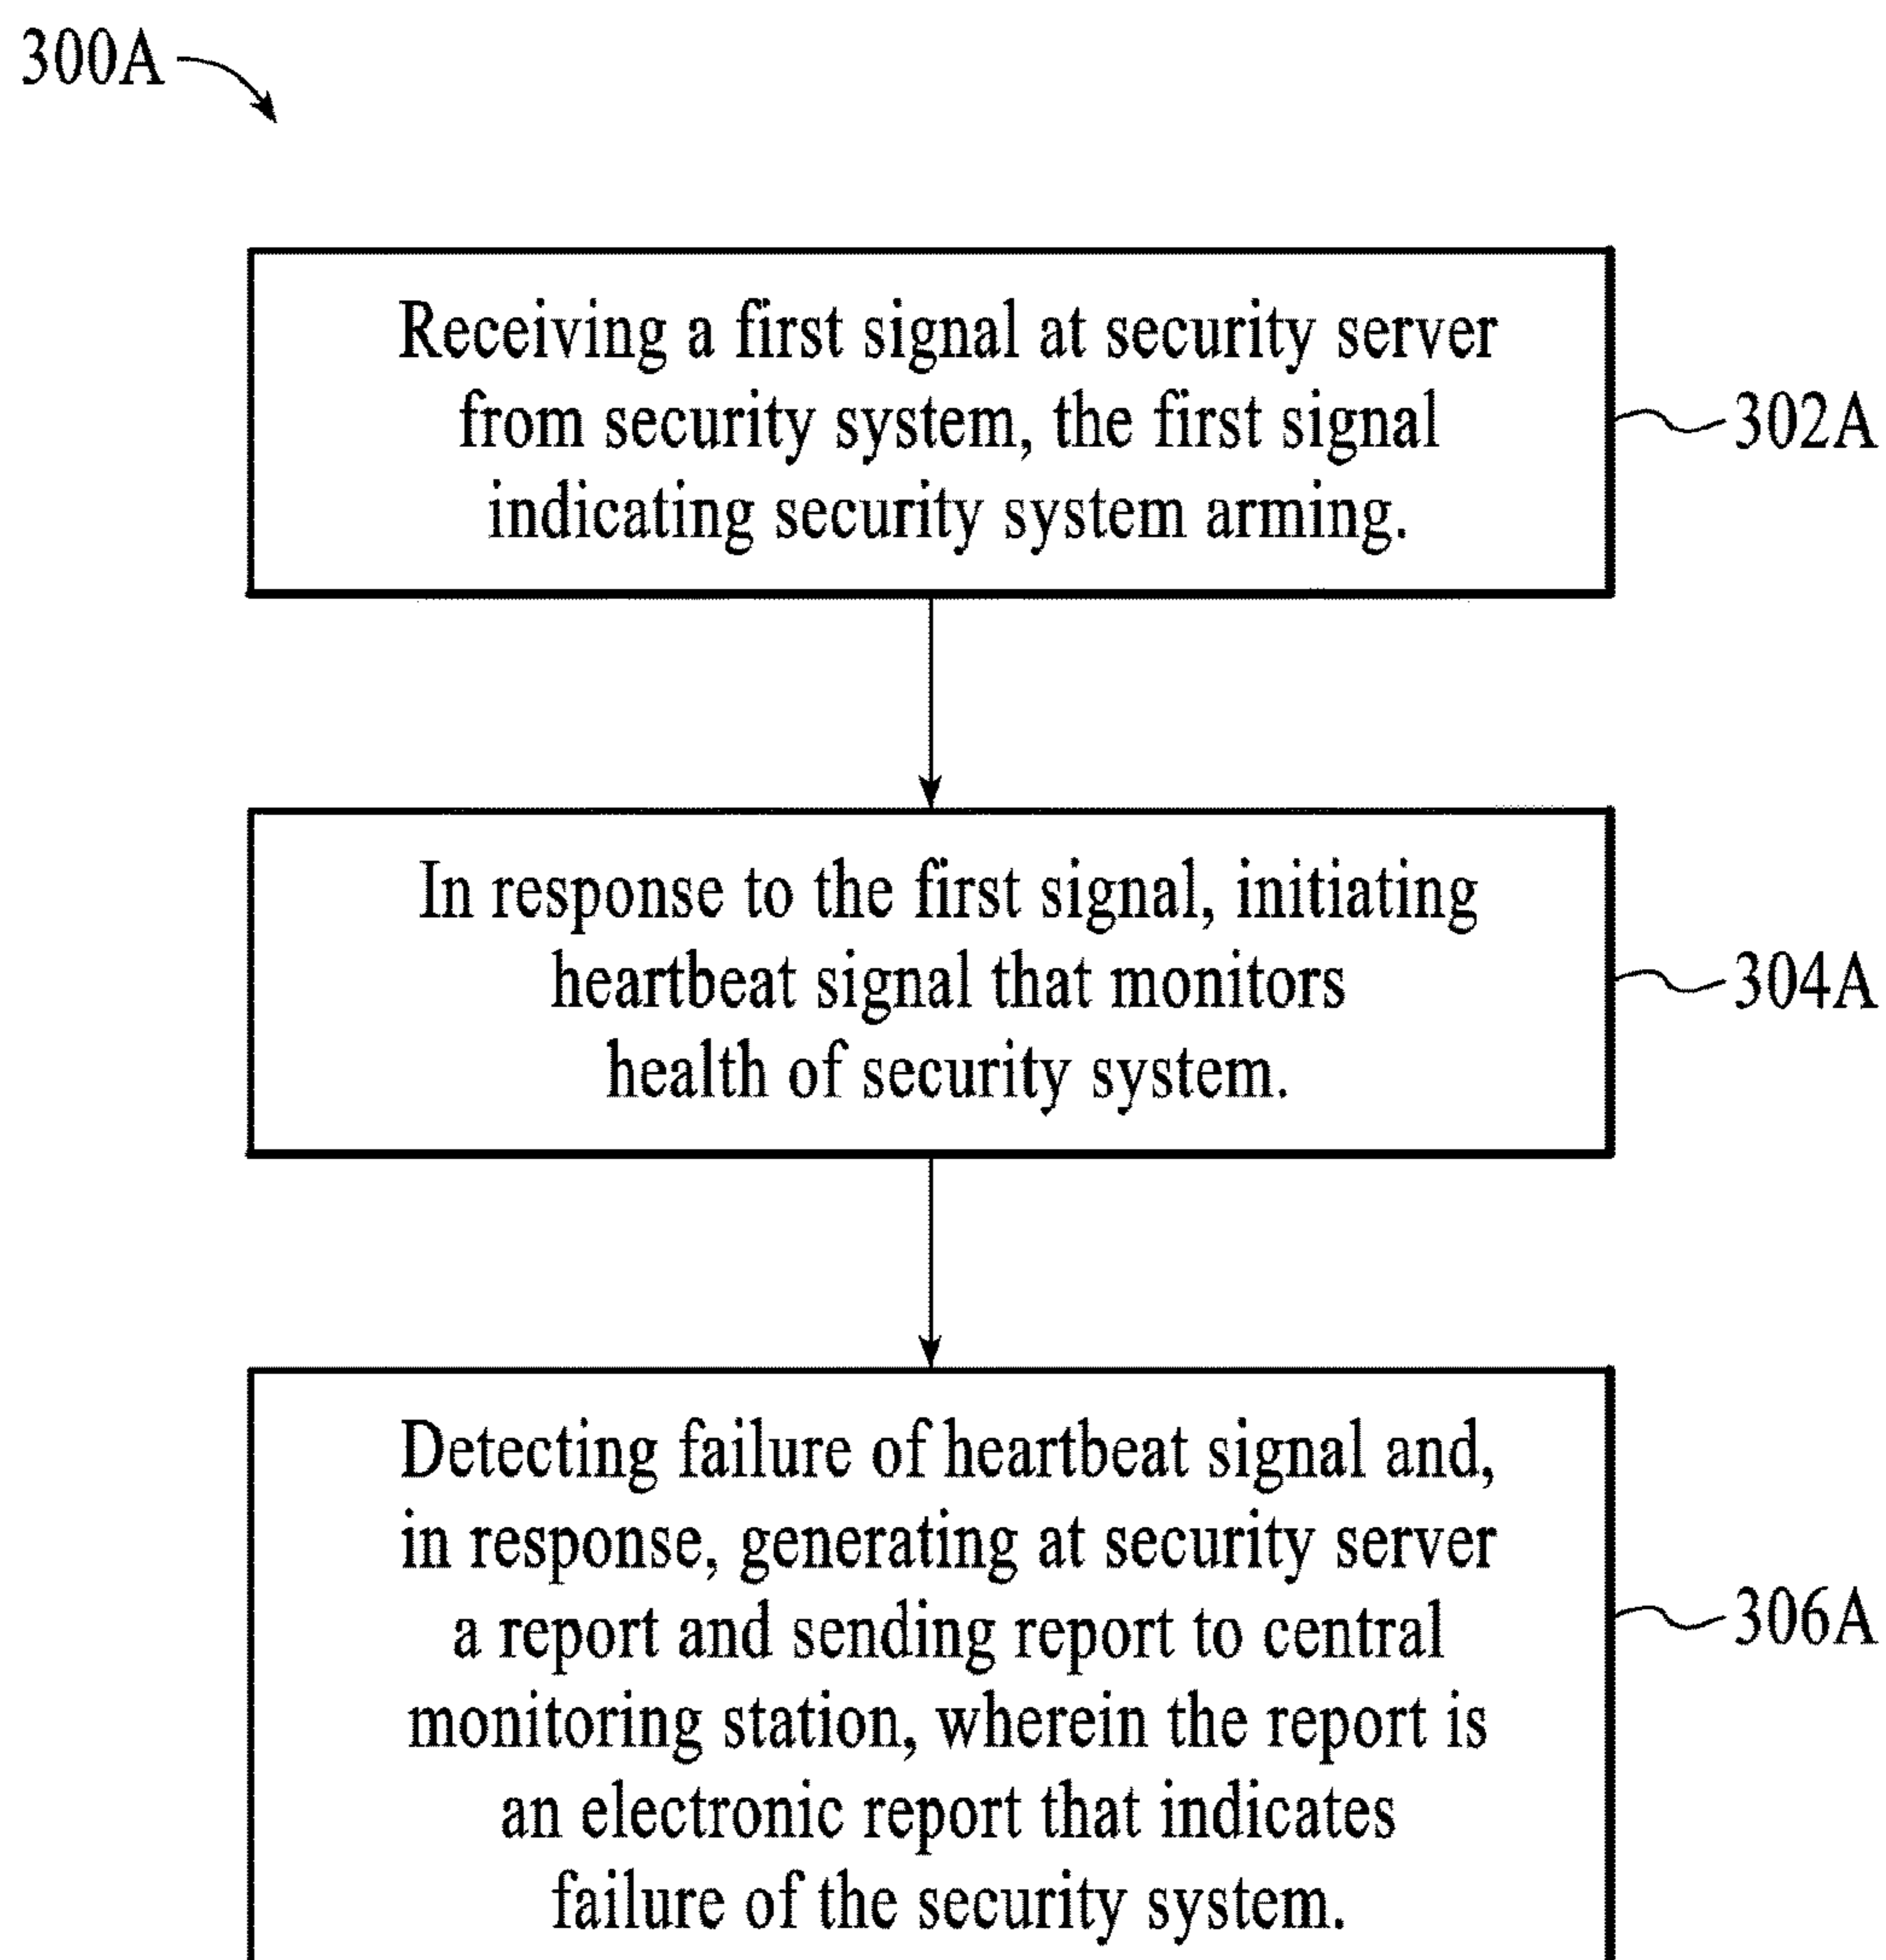 300A
Receiving a first signal at security server
from security system, the first signal
indicating security system arming.
302A
In response to the first signal, initiating
heartbeat signal that monitors
health of security system.
304A
Detecting failure of heartbeat signal and,
in response, generating at security server
a report and sending report to central
monitoring station, wherein the report is
an electronic report that indicates
failure of the security system.
306A